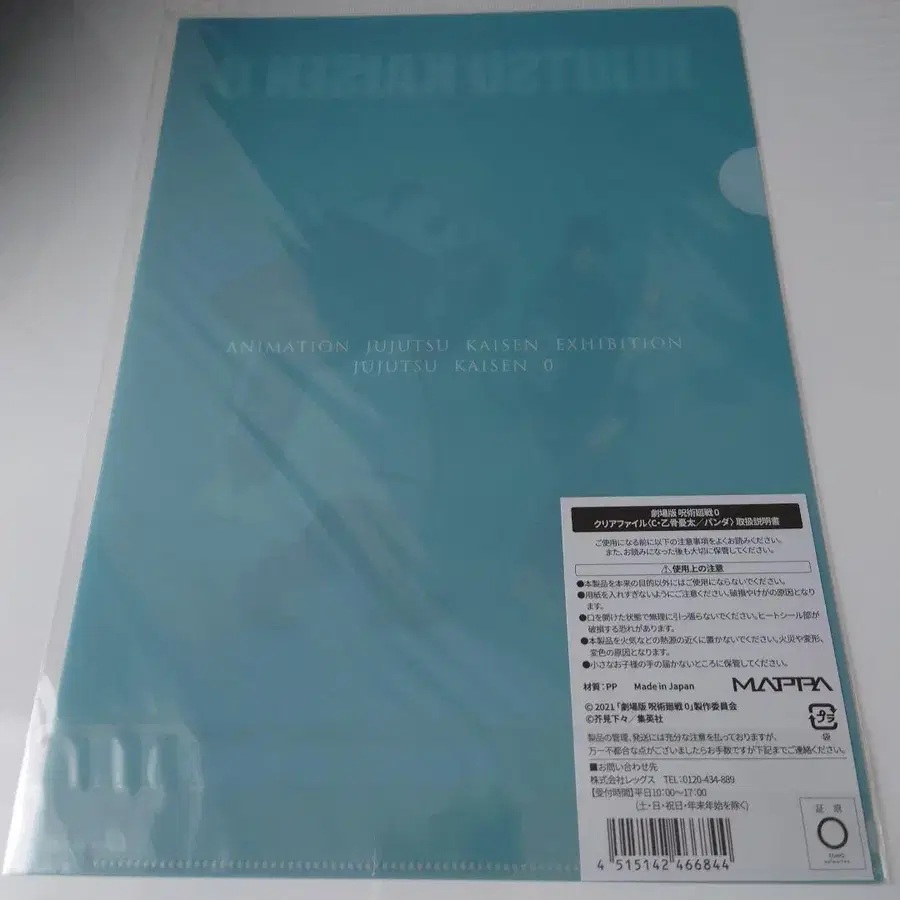 JUJUTSU KAISEN 0
ANIMATION JUJUTSU KAISEN EXHIBITION
JUJUTSU KAISEN 0
劇場版 呪術廻戦 0
クリアファイル〈C・乙骨憂太／パンダ〉取扱説明書
ご使用になる前に以下の注意事項をよくお読みください。
また、お読みになった後も大切に保管してください。
⚠使用上の注意
●本製品を本来の目的以外にはご使用にならないでください。
●用紙を入れすぎないようにご注意ください。破損やけがの原因となり
ます。
●口を開けた状態で無理に引っ張らないでください。ヒートシール部が
破損する恐れがあります。
●本製品を火気などの熱源の近くに置かないでください。火災や変形、
変色の原因となります。
●小さなお子様の手の届かないところに保管してください。
材質：PP Made in Japan MAPPA
© 2021「劇場版 呪術廻戦 0」製作委員会
©芥見下々／集英社
プラ
袋
製品の管理、発送には充分な注意を払っておりますが、
万一不都合な点がございましたらお手数ですが下記までご連絡ください。
■お問い合わせ先
株式会社レッグス TEL：0120-434-889
【受付時間】平日10：00〜17：00
（土・日・祝日・年末年始を除く）
4 515142 466844
証 紙
TOHO